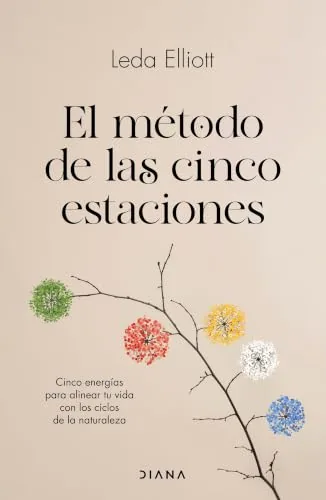 Leda Elliott
El método
de las cinco
estaciones
Cinco energías
para alinear tu vida
con los ciclos
de la naturaleza
DIANA